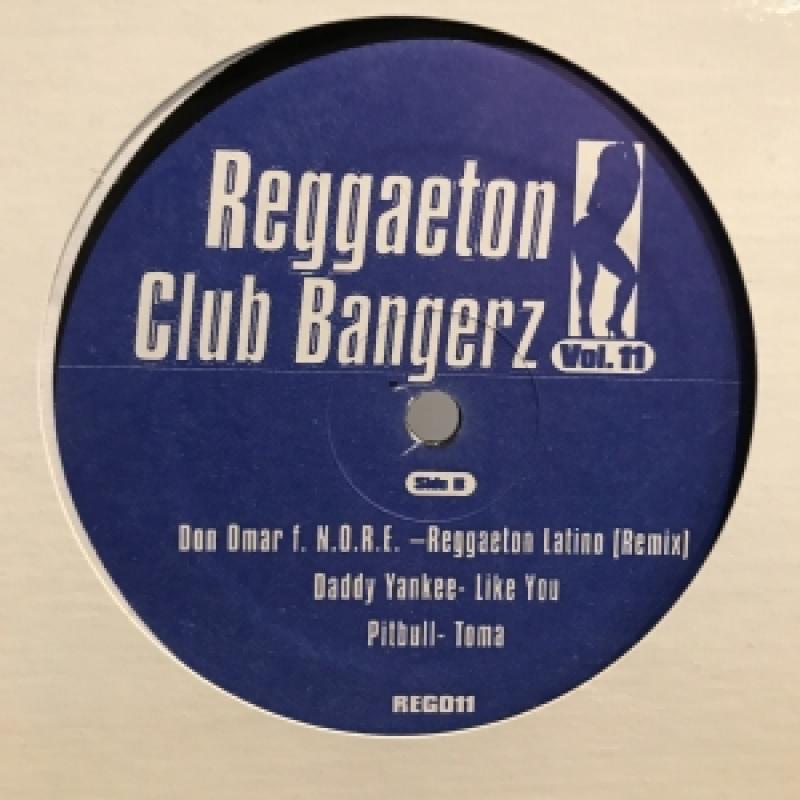 Reggaeton
Club Bangerz
Vol. 11
Side B
Don Omar f. N.O.R.E. –Reggaeton Latino (Remix)
Daddy Yankee- Like You
Pitbull- Toma
REG011